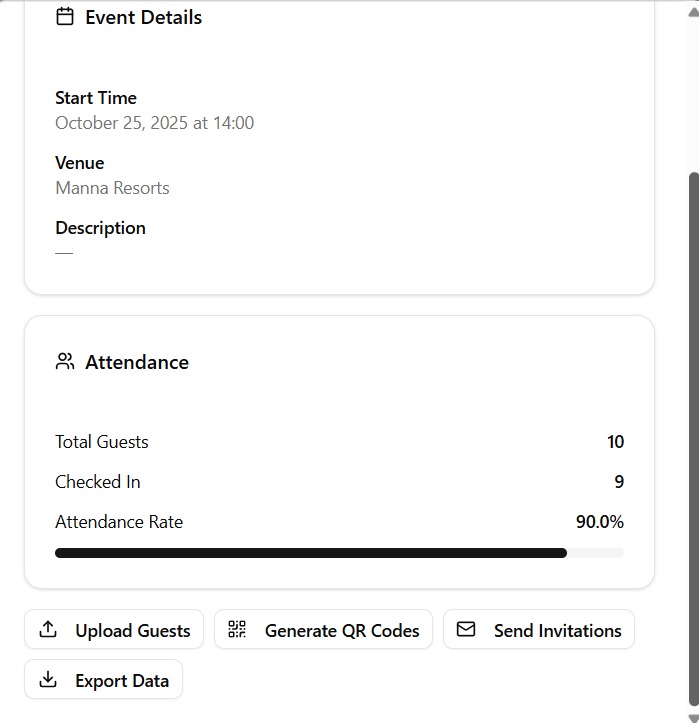 Event Details
Start Time
October 25, 2025 at 14:00
Venue
Manna Resorts
Description
—
Attendance
Total Guests 10
Checked In 9
Attendance Rate 90.0%
Upload Guests Generate QR Codes Send Invitations
Export Data